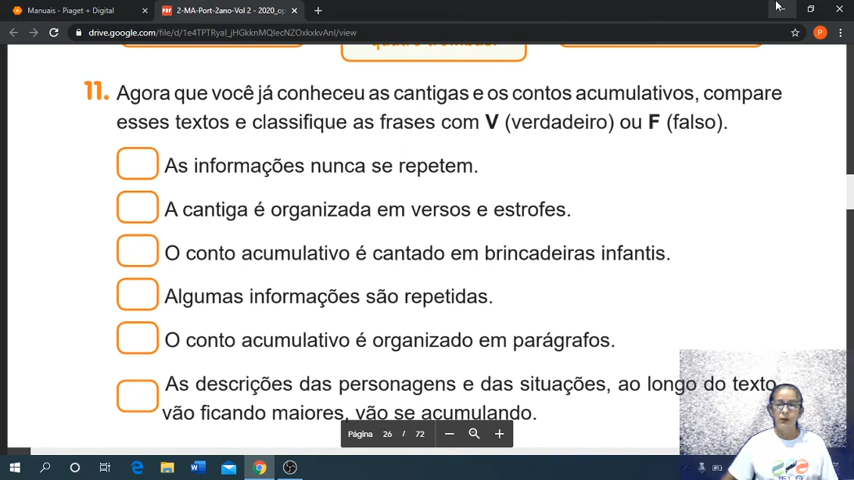 Manuais - Piaget + Digital
2-MA-Port-2ano-Vol 2 - 2020_o
drive.google.com/file/d/1e4TPTRyaI_jHGkknMQlecNZOxkxkvAnI/view
quatro trombas.
11. Agora que você já conheceu as cantigas e os contos acumulativos, compare
esses textos e classifique as frases com V (verdadeiro) ou F (falso).
As informações nunca se repetem.
A cantiga é organizada em versos e estrofes.
O conto acumulativo é cantado em brincadeiras infantis.
Algumas informações são repetidas.
O conto acumulativo é organizado em parágrafos.
As descrições das personagens e das situações, ao longo do texto,
vão ficando maiores, vão se acumulando.
Página 26 / 72